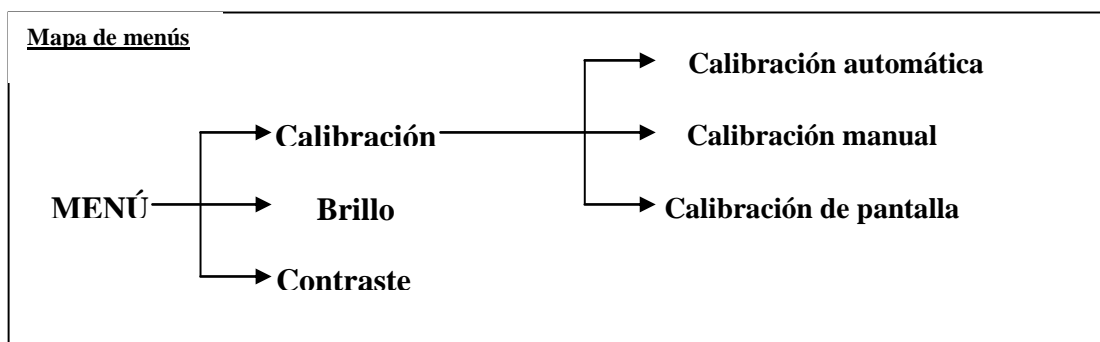 Mapa de menús
Calibración automática
Calibración
Calibración manual
MENÚ
Brillo
Calibración de pantalla
Contraste